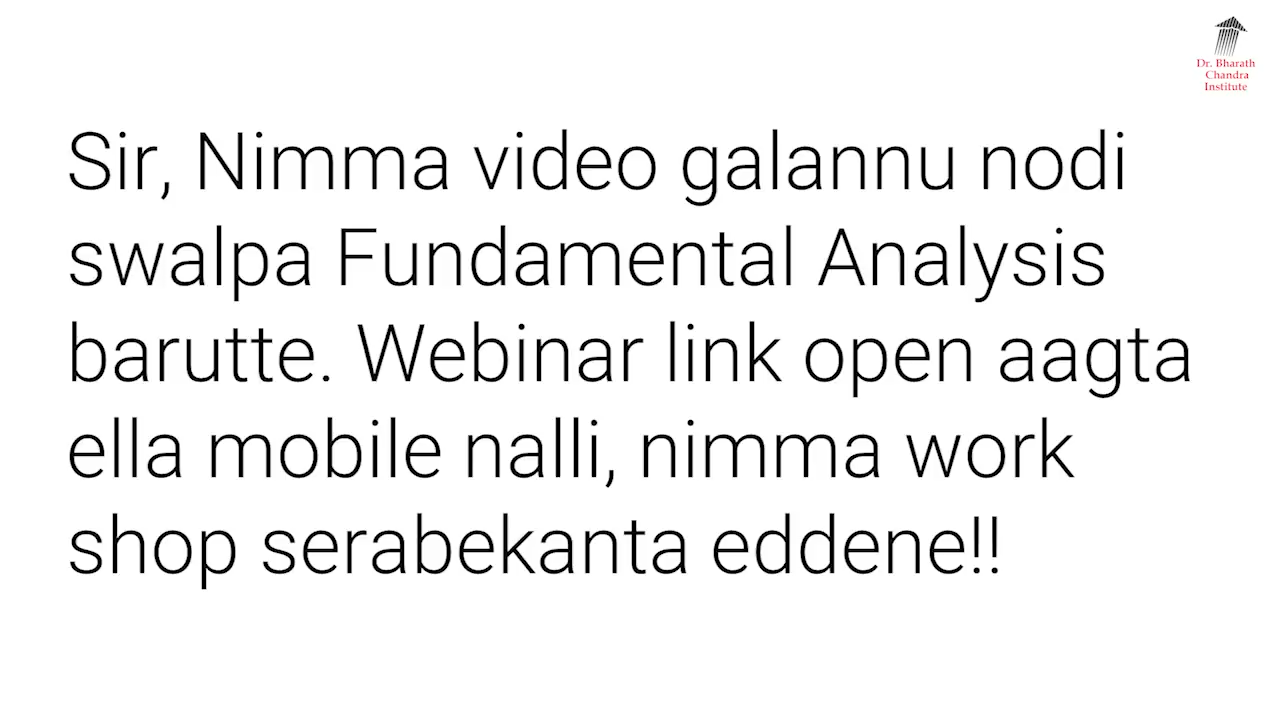 Dr. Bharath
Chandra
Institute
Sir, Nimma video galannu nodi
swalpa Fundamental Analysis
barutte. Webinar link open aagta
ella mobile nalli, nimma work
shop serabekanta eddene!!